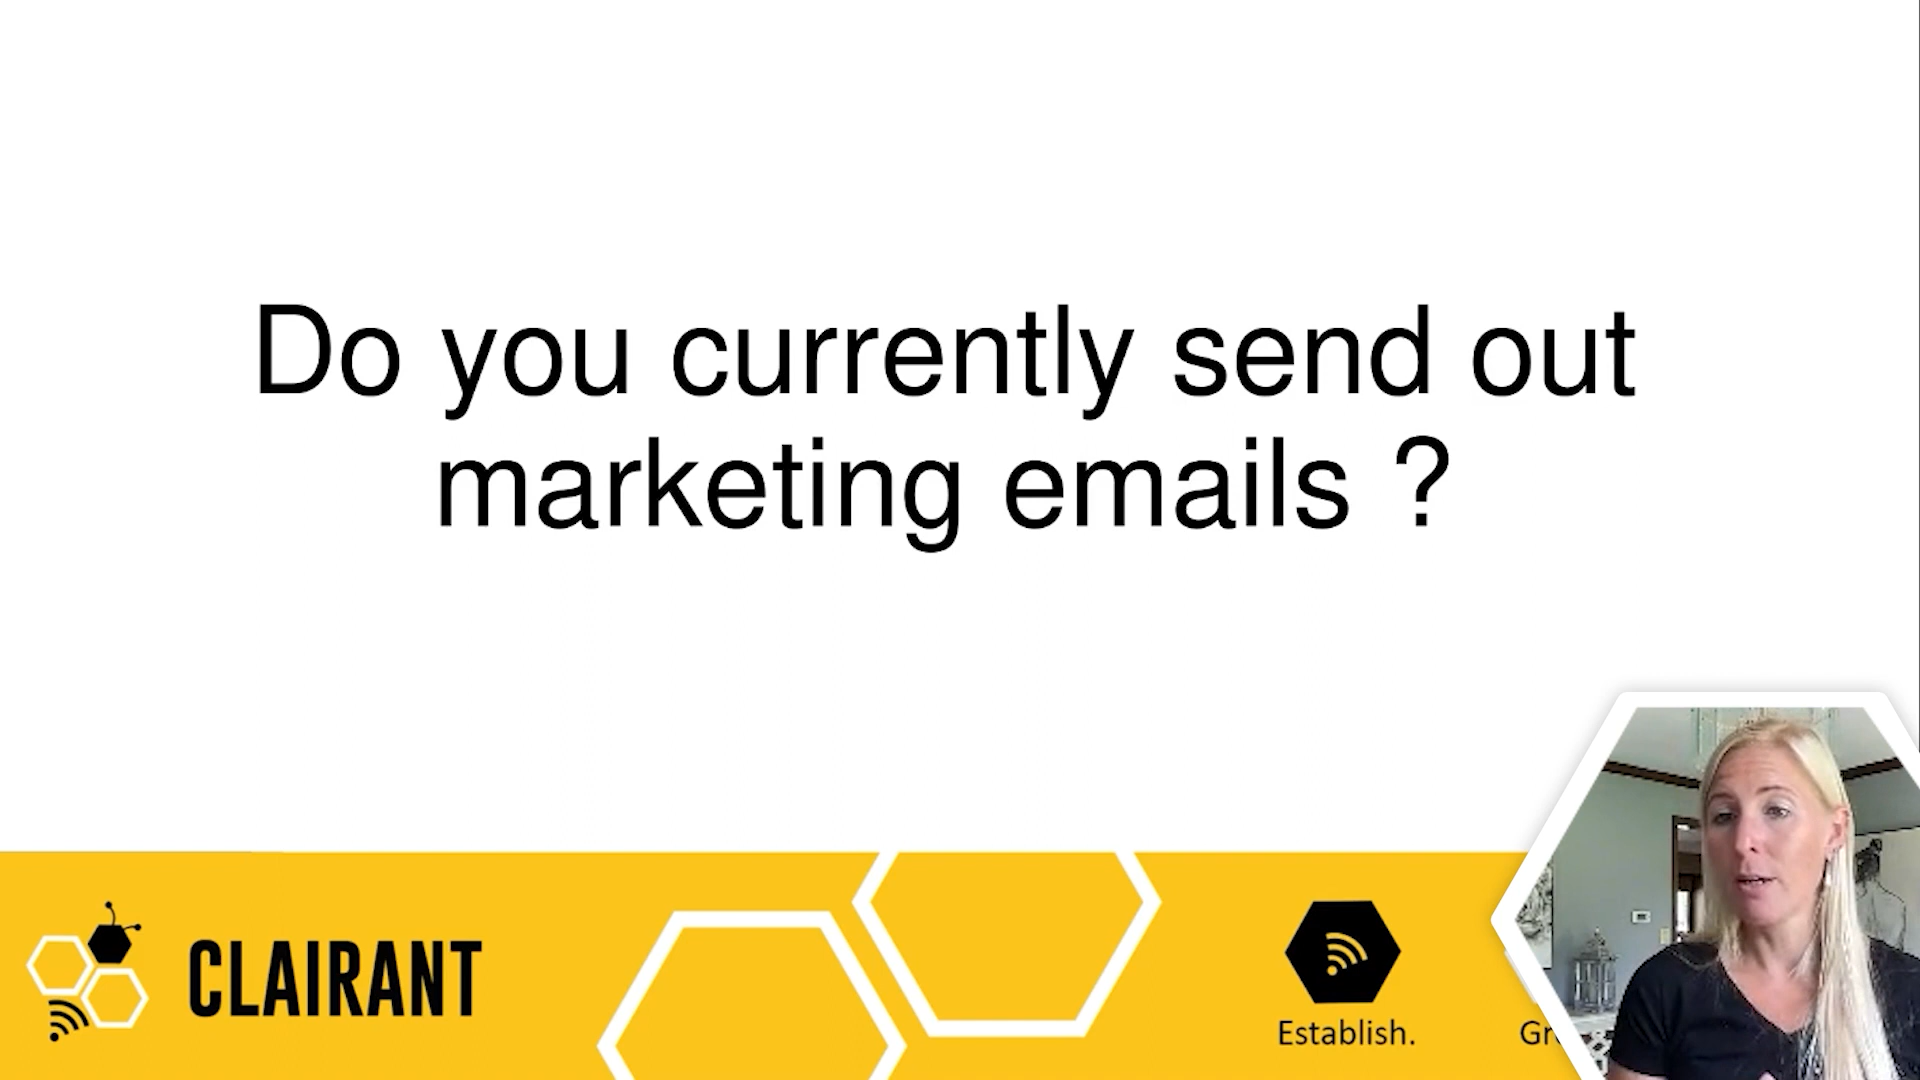 Do you currently send out
marketing emails ?
CLAIRANT
Establish.